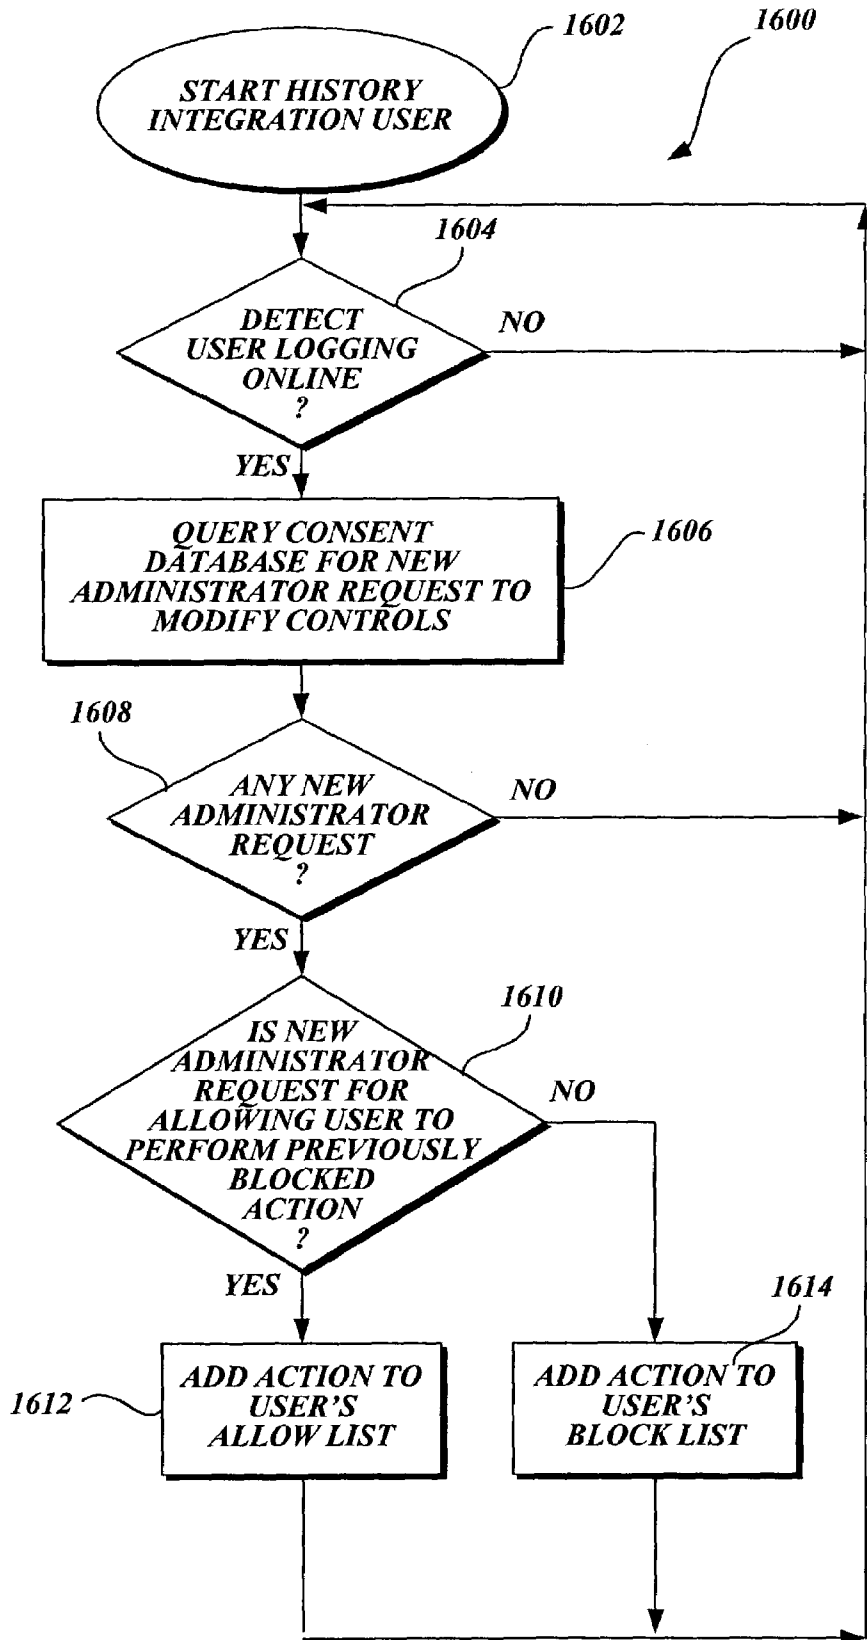 1602
1600
START HISTORY
INTEGRATION USER
1604
DETECT
USER LOGGING
ONLINE
?
NO
YES
QUERY CONSENT
DATABASE FOR NEW
ADMINISTRATOR REQUEST TO
MODIFY CONTROLS
1606
1608
ANY NEW
ADMINISTRATOR
REQUEST
?
NO
YES
1610
IS NEW
ADMINISTRATOR
REQUEST FOR
ALLOWING USER TO
PERFORM PREVIOUSLY
BLOCKED
ACTION
?
NO
YES
1614
1612
ADD ACTION TO
USER'S
ALLOW LIST
ADD ACTION TO
USER'S
BLOCK LIST